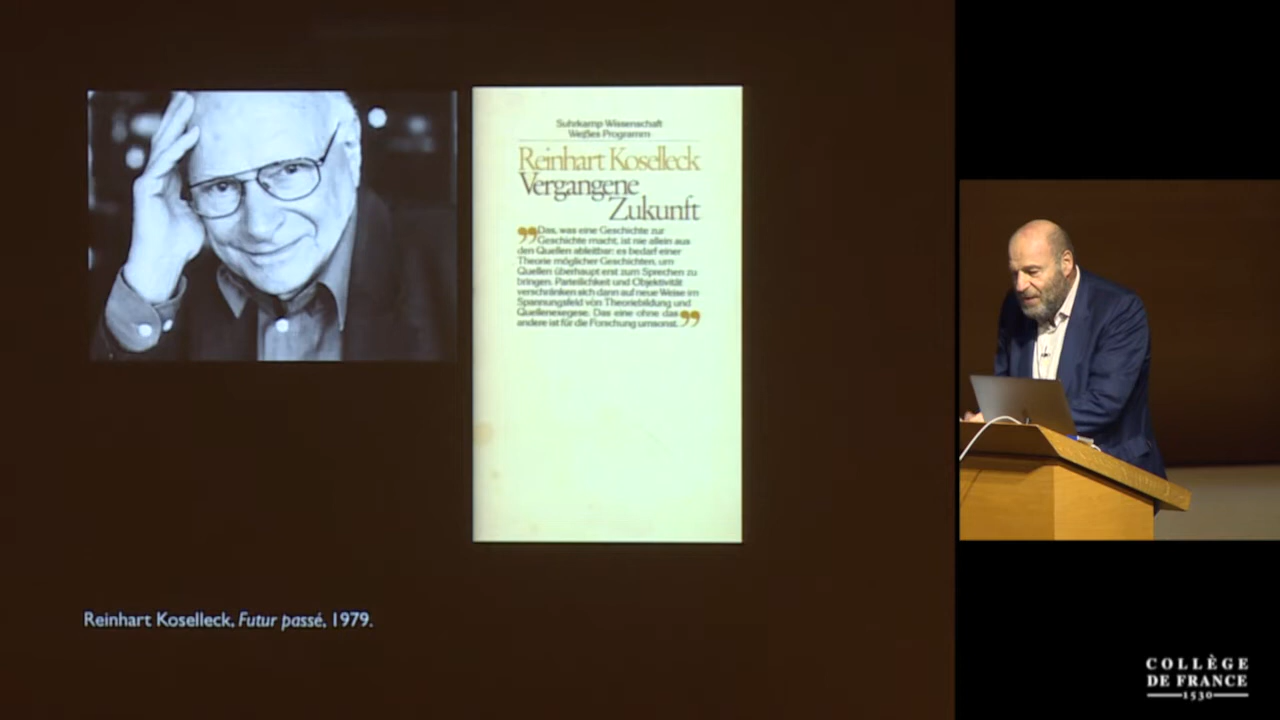 Suhrkamp Wissenschaft
Weißes Programm
Reinhart Koselleck
Vergangene
Zukunft
”Das, was eine Geschichte zur
Geschichte macht, ist nie allein aus
den Quellen ableitbar: es bedarf einer
Theorie möglicher Geschichten, um
Quellen überhaupt erst zum Sprechen zu
bringen. Parteilichkeit und Objektivität
verschränken sich dann auf neue Weise im
Spannungsfeld von Theoriebildung und
Quellenexegese. Das eine ohne das
andere ist für die Forschung umsonst.”
Reinhart Koselleck, Futur passé, 1979.
COLLÈGE
DE FRANCE
1530